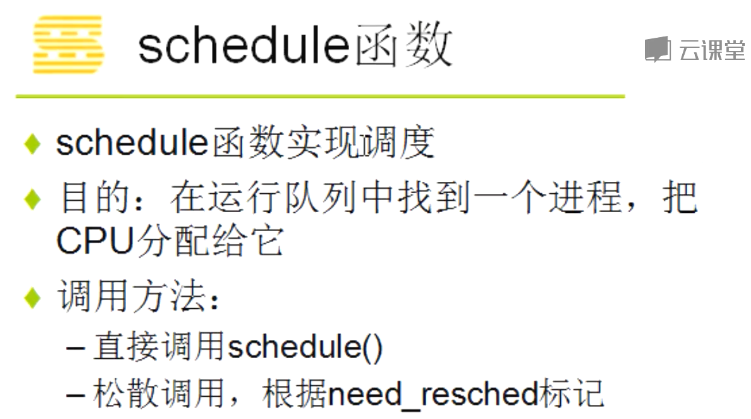 schedule函数
云课堂
schedule函数实现调度
目的：在运行队列中找到一个进程，把
CPU分配给它
调用方法：
–直接调用schedule()
–松散调用，根据need_resched标记